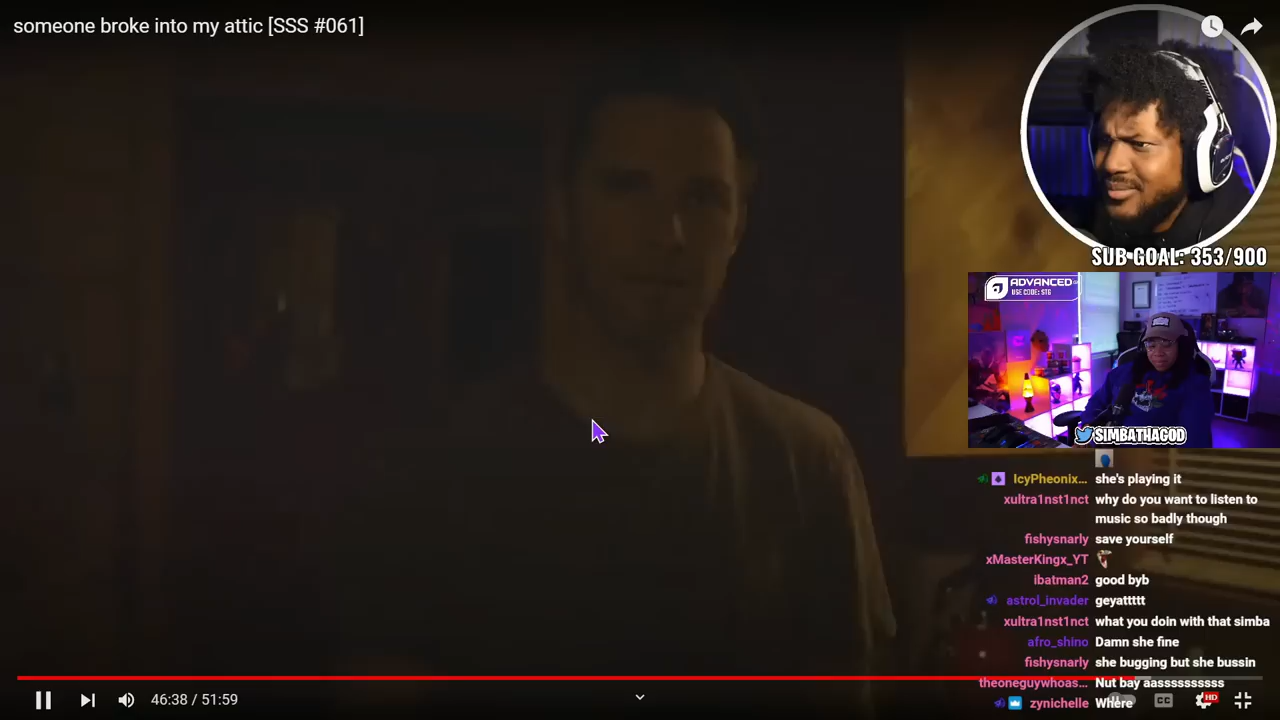 someone broke into my attic [SSS #061]
SUB GOAL: 353/900
ADVANCED
USE CODE: STG
SIMBATHAGOD
IcyPheonix... she's playing it
xultra1nst1nct why do you want to listen to
music so badly though
fishysnarly save yourself
xMasterKingx_YT
ibatman2 good byb
astrol_invader geyattttt
xultra1nst1nct what you doin with that simba
afro_shino Damn she fine
fishysnarly she bugging but she bussin
theoneguywhoas... Nut bay aassssssssss
zynichelle Where
46:38 / 51:59
CC
HD